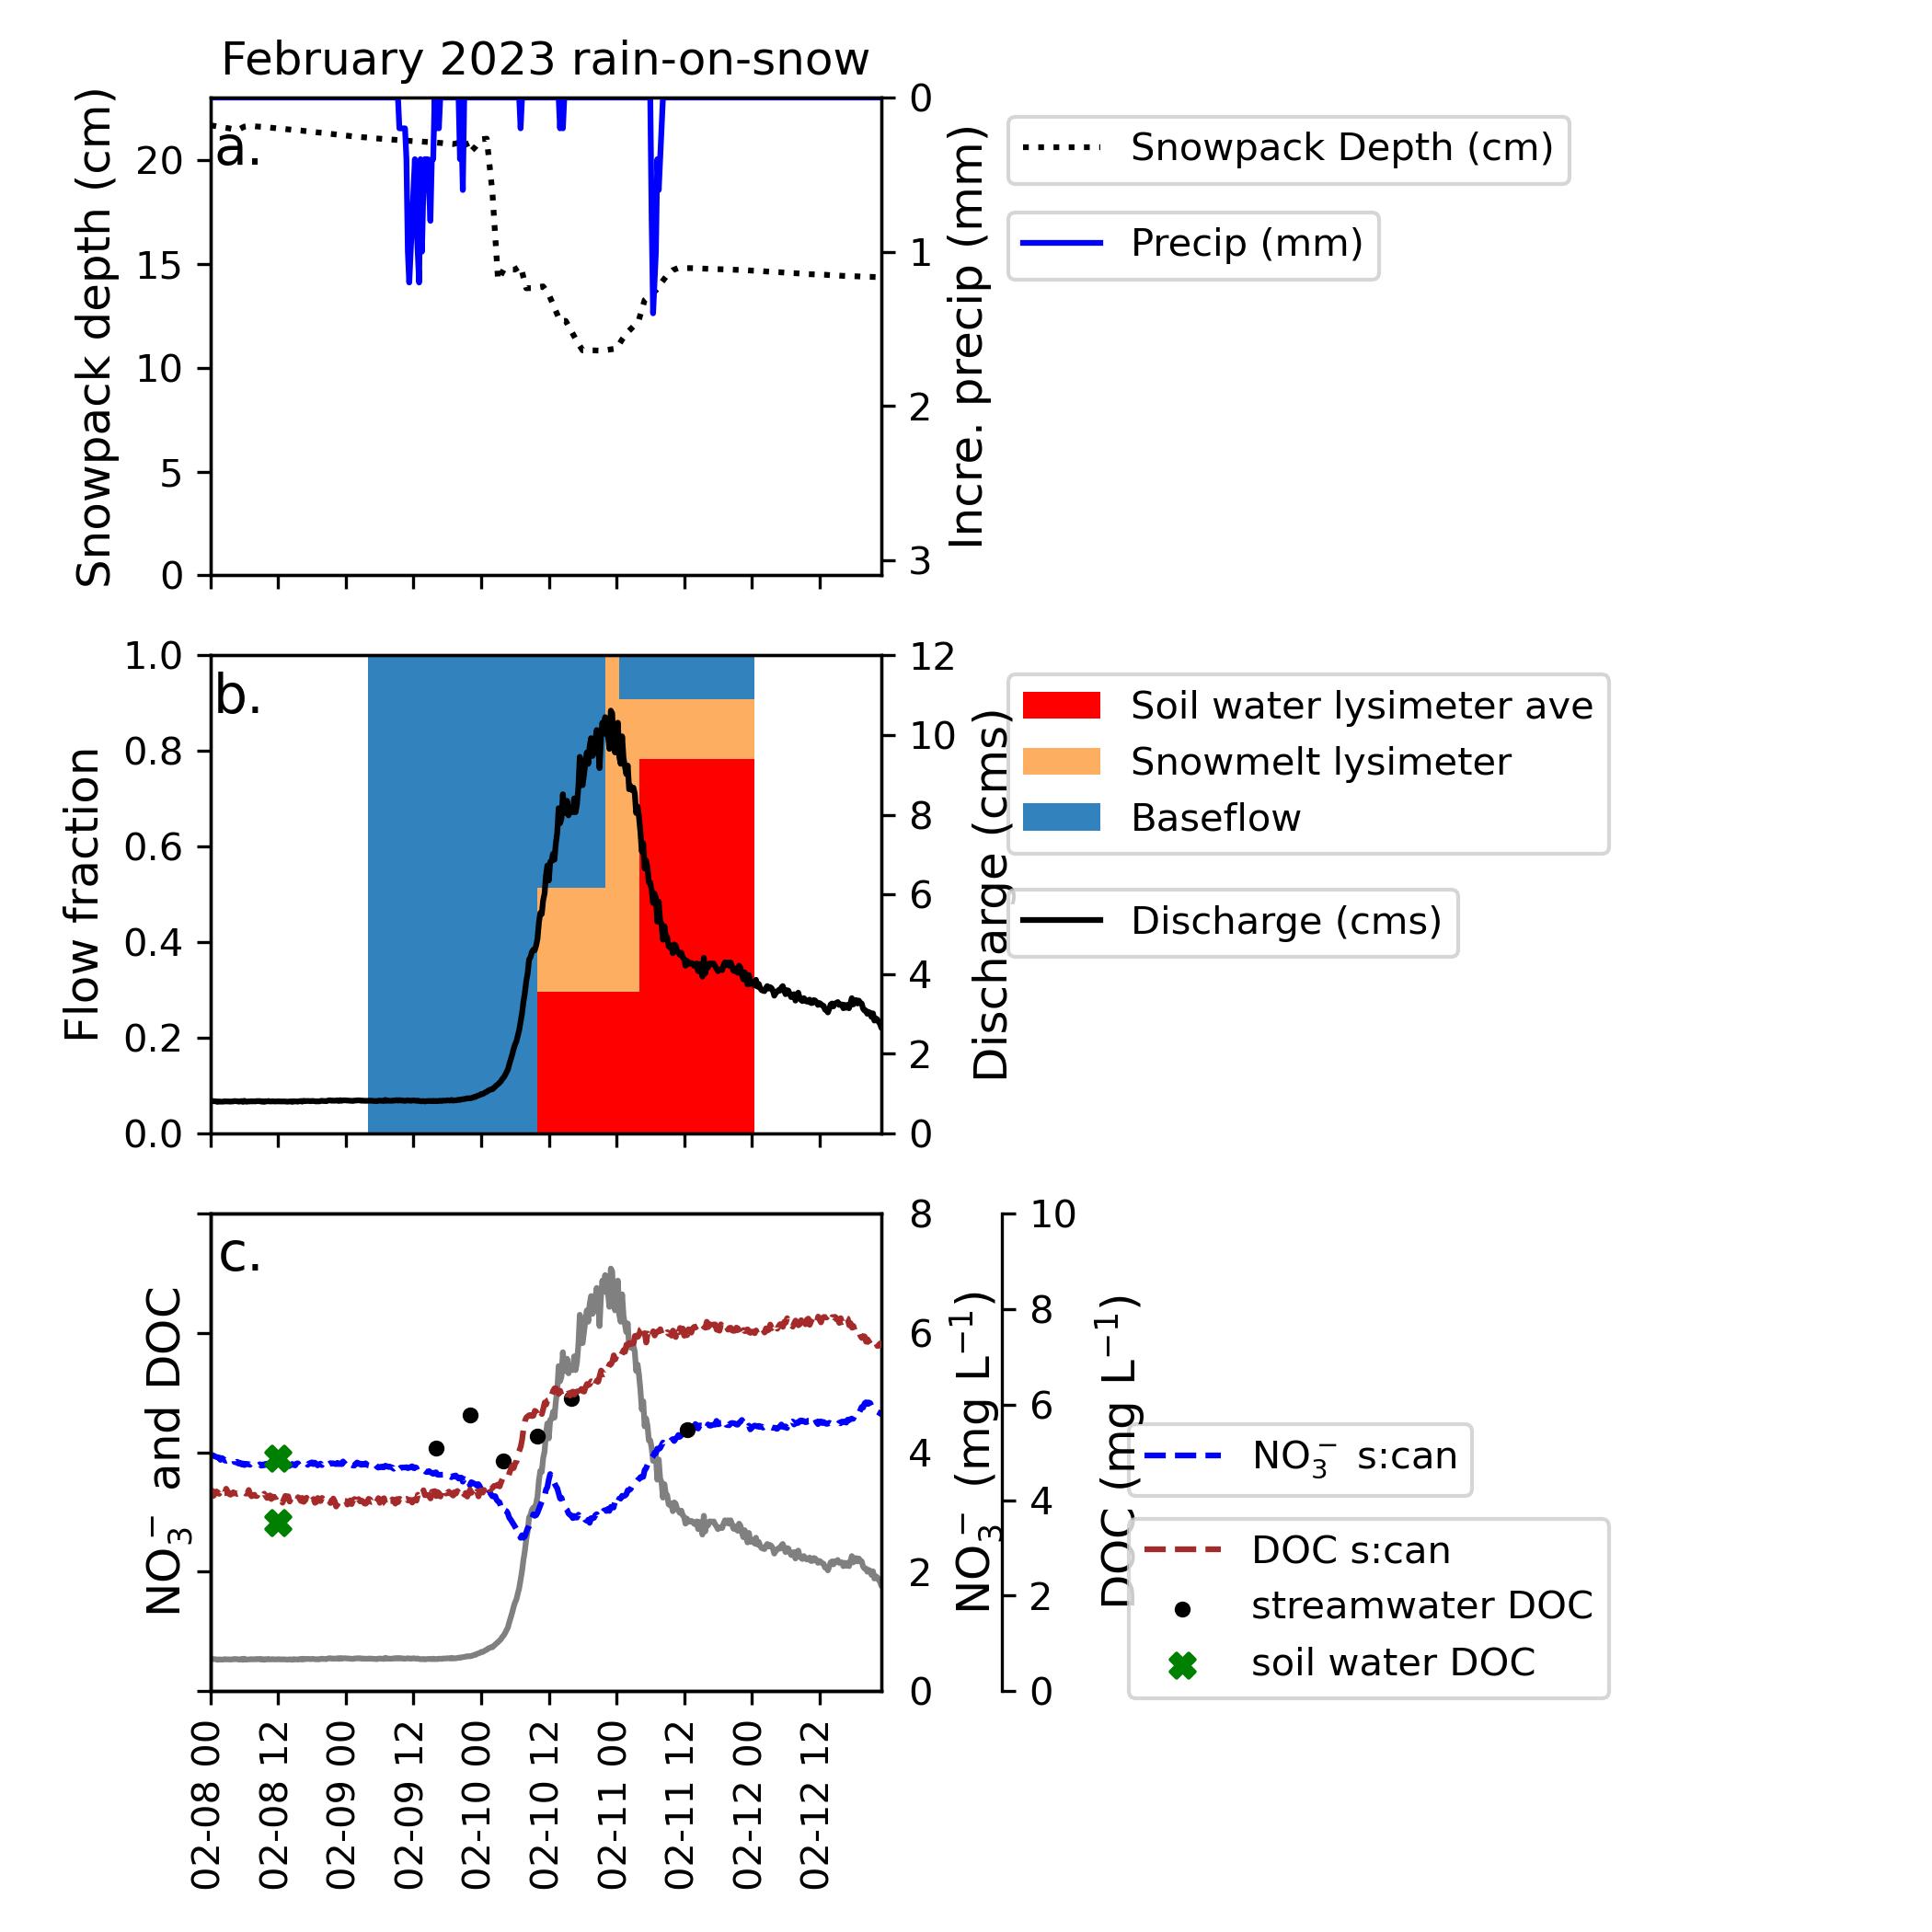 February 2023 rain-on-snow
a.
Snowpack depth (cm)
20
15
10
5
0
0
1
2
3
Incre. precip (mm)
Snowpack Depth (cm)
Precip (mm)
b.
Flow fraction
1.0
0.8
0.6
0.4
0.2
0.0
12
10
8
6
4
2
0
Discharge (cms)
Soil water lysimeter ave
Snowmelt lysimeter
Baseflow
Discharge (cms)
c.
NO₃⁻ and DOC
8
6
4
2
0
NO₃⁻ (mg L⁻¹)
10
8
6
4
2
0
DOC (mg L⁻¹)
NO₃⁻ s:can
DOC s:can
streamwater DOC
soil water DOC
02-08 00
02-08 12
02-09 00
02-09 12
02-10 00
02-10 12
02-11 00
02-11 12
02-12 00
02-12 12